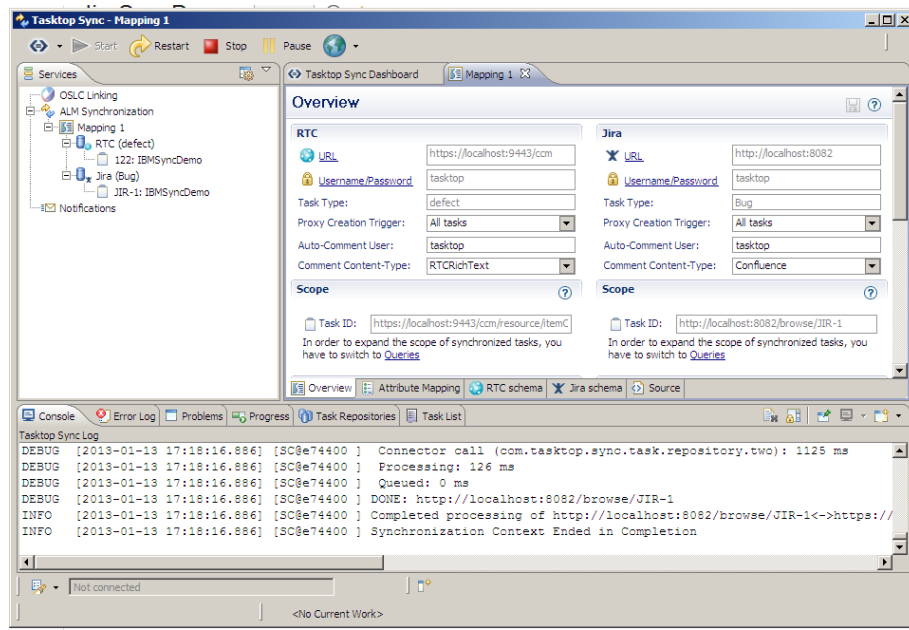 Tasktop Sync - Mapping 1
Start Restart Stop Pause
Services
OSLC Linking
ALM Synchronization
Mapping 1
RTC (defect)
122: IBMSyncDemo
Jira (Bug)
JIR-1: IBMSyncDemo
Notifications
Tasktop Sync Dashboard Mapping 1
Overview
RTC
URL https://localhost:9443/ccm
Username/Password tasktop
Task Type: defect
Proxy Creation Trigger: All tasks
Auto-Comment User: tasktop
Comment Content-Type: RTCRichText
Scope
Task ID: https://localhost:9443/ccm/resource/itemO
In order to expand the scope of synchronized tasks, you
have to switch to Queries
Jira
URL http://localhost:8082
Username/Password tasktop
Task Type: Bug
Proxy Creation Trigger: All tasks
Auto-Comment User: tasktop
Comment Content-Type: Confluence
Scope
Task ID: http://localhost:8082/browse/JIR-1
In order to expand the scope of synchronized tasks, you
have to switch to Queries
Overview Attribute Mapping RTC schema Jira schema Source
Console Error Log Problems Progress Task Repositories Task List
Tasktop Sync Log
DEBUG [2013-01-13 17:18:16.886] [SC@e74400 ] Connector call (com.tasktop.sync.task.repository.two): 1125 ms
DEBUG [2013-01-13 17:18:16.886] [SC@e74400 ] Processing: 126 ms
DEBUG [2013-01-13 17:18:16.886] [SC@e74400 ] Queued: 0 ms
DEBUG [2013-01-13 17:18:16.886] [SC@e74400 ] DONE: http://localhost:8082/browse/JIR-1
INFO [2013-01-13 17:18:16.886] [SC@e74400 ] Completed processing of http://localhost:8082/browse/JIR-1<->https://
INFO [2013-01-13 17:18:16.886] [SC@e74400 ] Synchronization Context Ended in Completion
Not connected
<No Current Work>